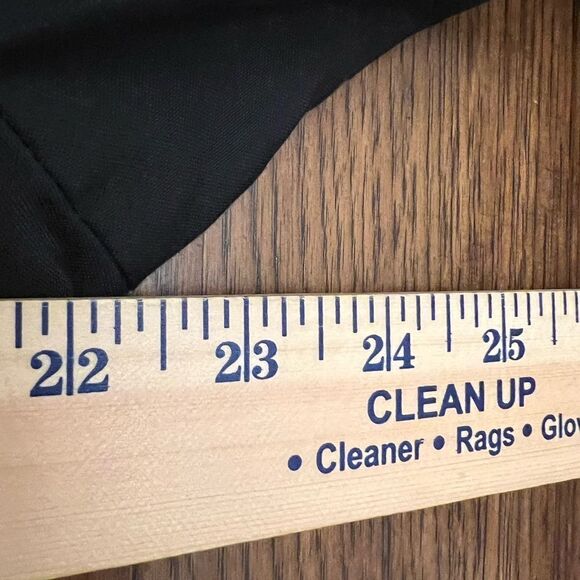 22 23 24 25
CLEAN UP
• Cleaner • Rags •